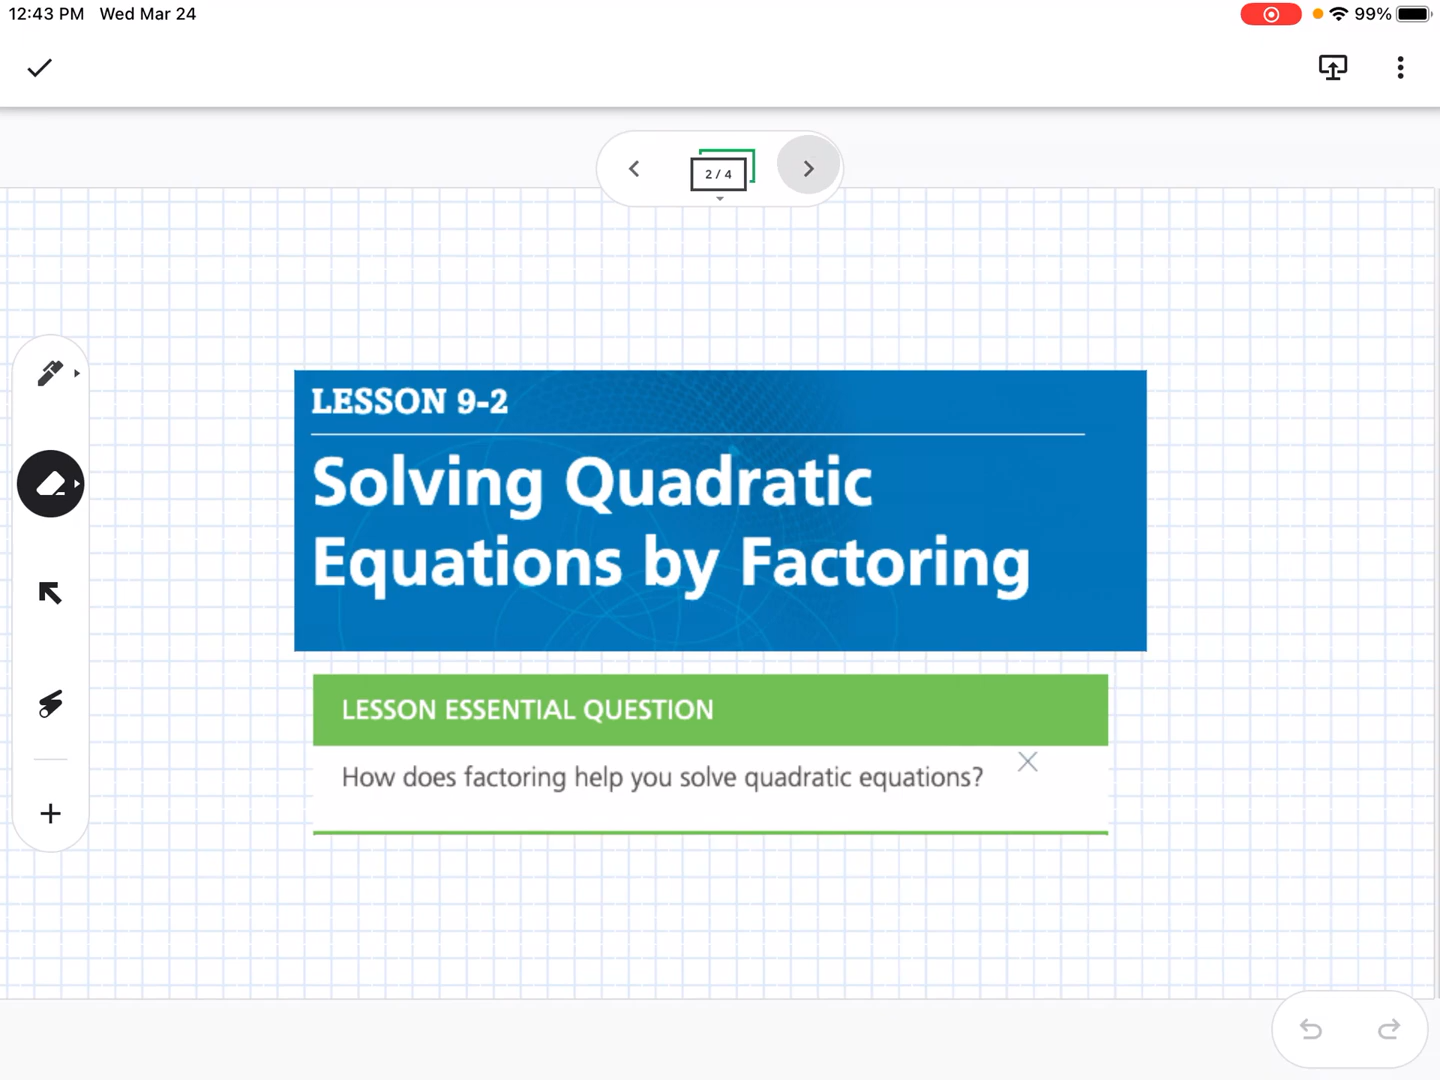 12:43 PM Wed Mar 24
99%
2 / 4
LESSON 9-2
Solving Quadratic
Equations by Factoring
LESSON ESSENTIAL QUESTION
How does factoring help you solve quadratic equations?